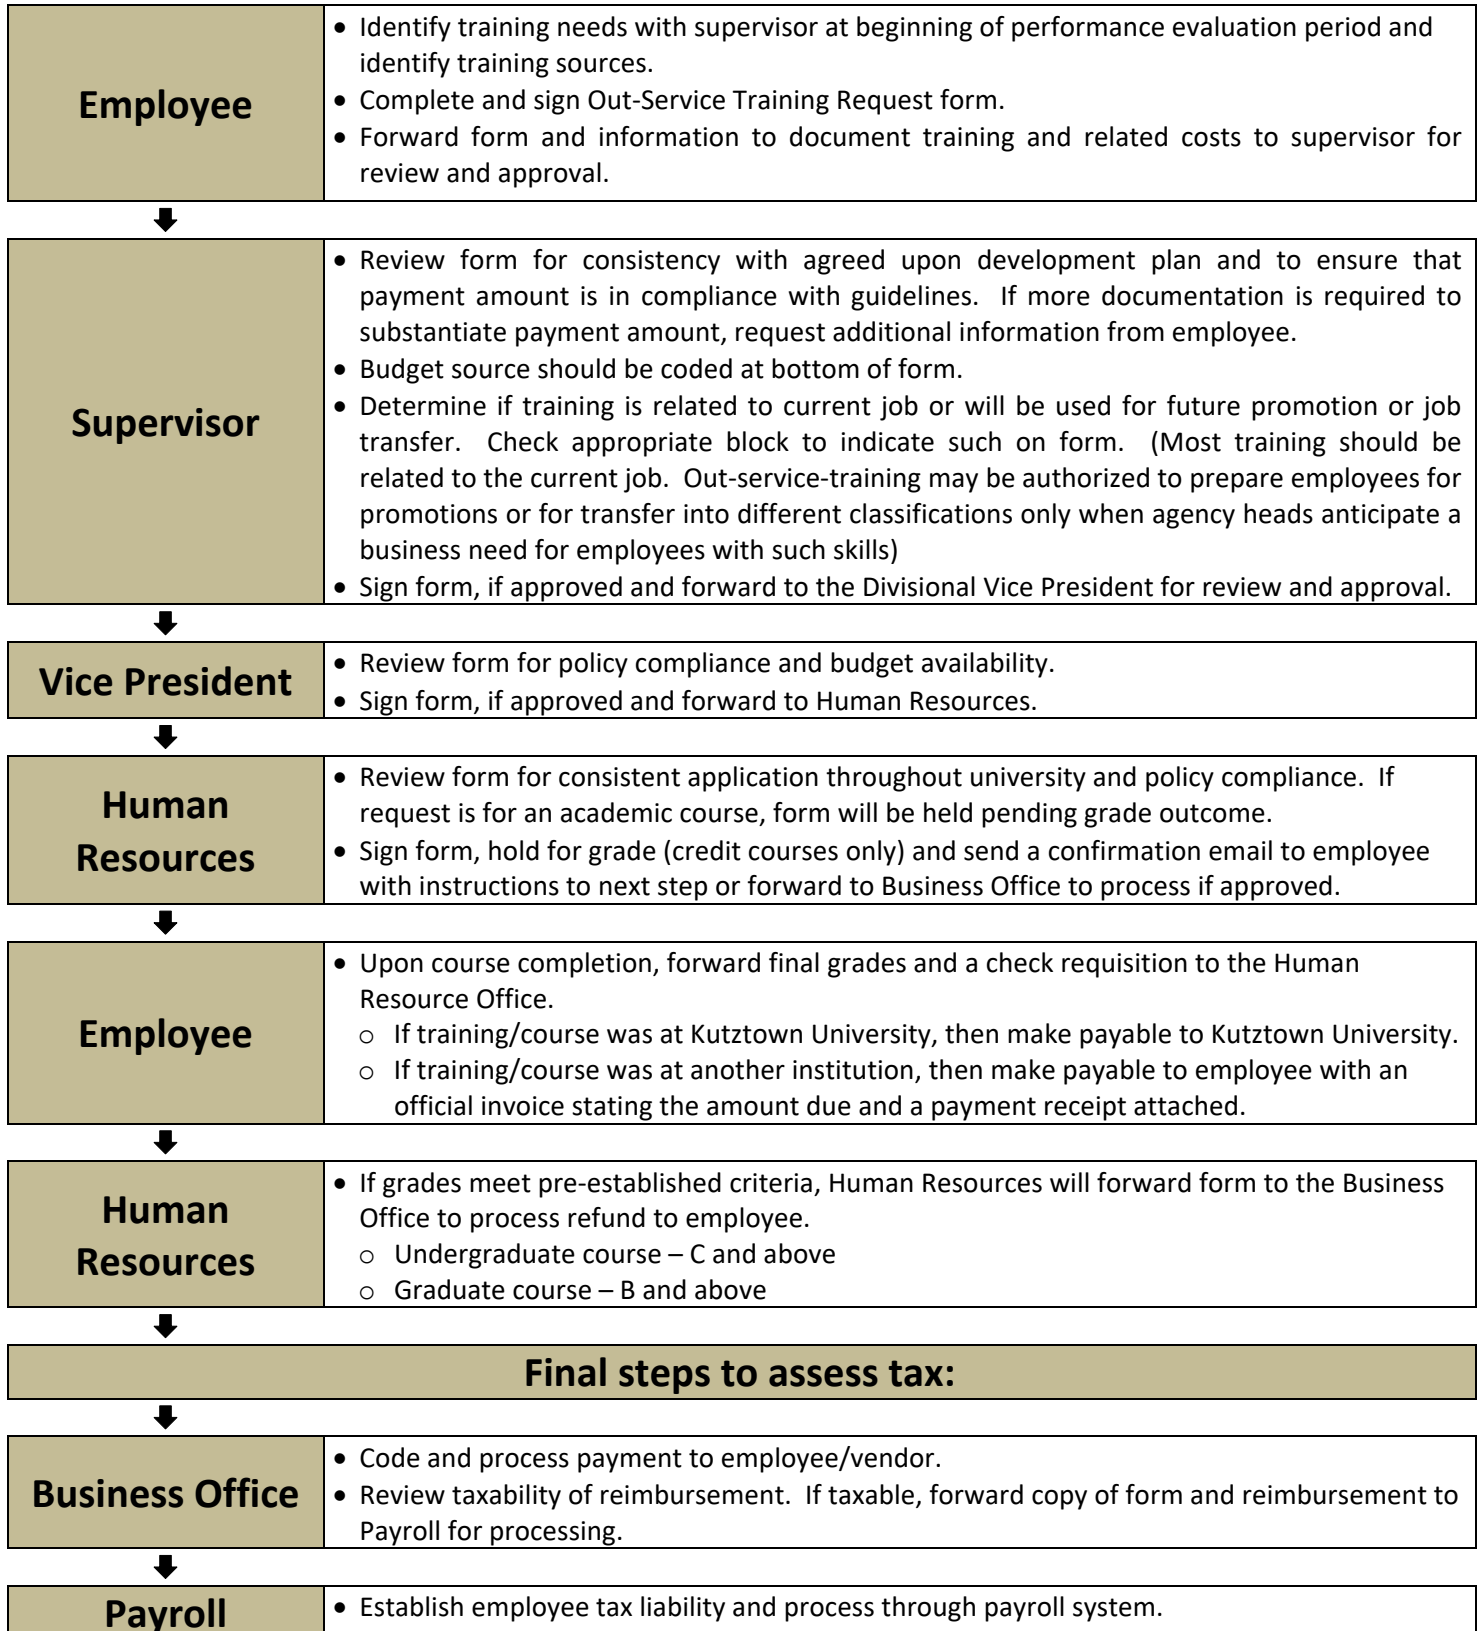 Employee
• Identify training needs with supervisor at beginning of performance evaluation period and
identify training sources.
• Complete and sign Out-Service Training Request form.
• Forward form and information to document training and related costs to supervisor for
review and approval.
Supervisor
• Review form for consistency with agreed upon development plan and to ensure that
payment amount is in compliance with guidelines. If more documentation is required to
substantiate payment amount, request additional information from employee.
• Budget source should be coded at bottom of form.
• Determine if training is related to current job or will be used for future promotion or job
transfer. Check appropriate block to indicate such on form. (Most training should be
related to the current job. Out-service-training may be authorized to prepare employees for
promotions or for transfer into different classifications only when agency heads anticipate a
business need for employees with such skills)
• Sign form, if approved and forward to the Divisional Vice President for review and approval.
Vice President
• Review form for policy compliance and budget availability.
• Sign form, if approved and forward to Human Resources.
Human
Resources
• Review form for consistent application throughout university and policy compliance. If
request is for an academic course, form will be held pending grade outcome.
• Sign form, hold for grade (credit courses only) and send a confirmation email to employee
with instructions to next step or forward to Business Office to process if approved.
Employee
• Upon course completion, forward final grades and a check requisition to the Human
Resource Office.
o If training/course was at Kutztown University, then make payable to Kutztown University.
o If training/course was at another institution, then make payable to employee with an
official invoice stating the amount due and a payment receipt attached.
Human
Resources
• If grades meet pre-established criteria, Human Resources will forward form to the Business
Office to process refund to employee.
o Undergraduate course – C and above
o Graduate course – B and above
Final steps to assess tax:
Business Office
• Code and process payment to employee/vendor.
• Review taxability of reimbursement. If taxable, forward copy of form and reimbursement to
Payroll for processing.
Payroll
• Establish employee tax liability and process through payroll system.